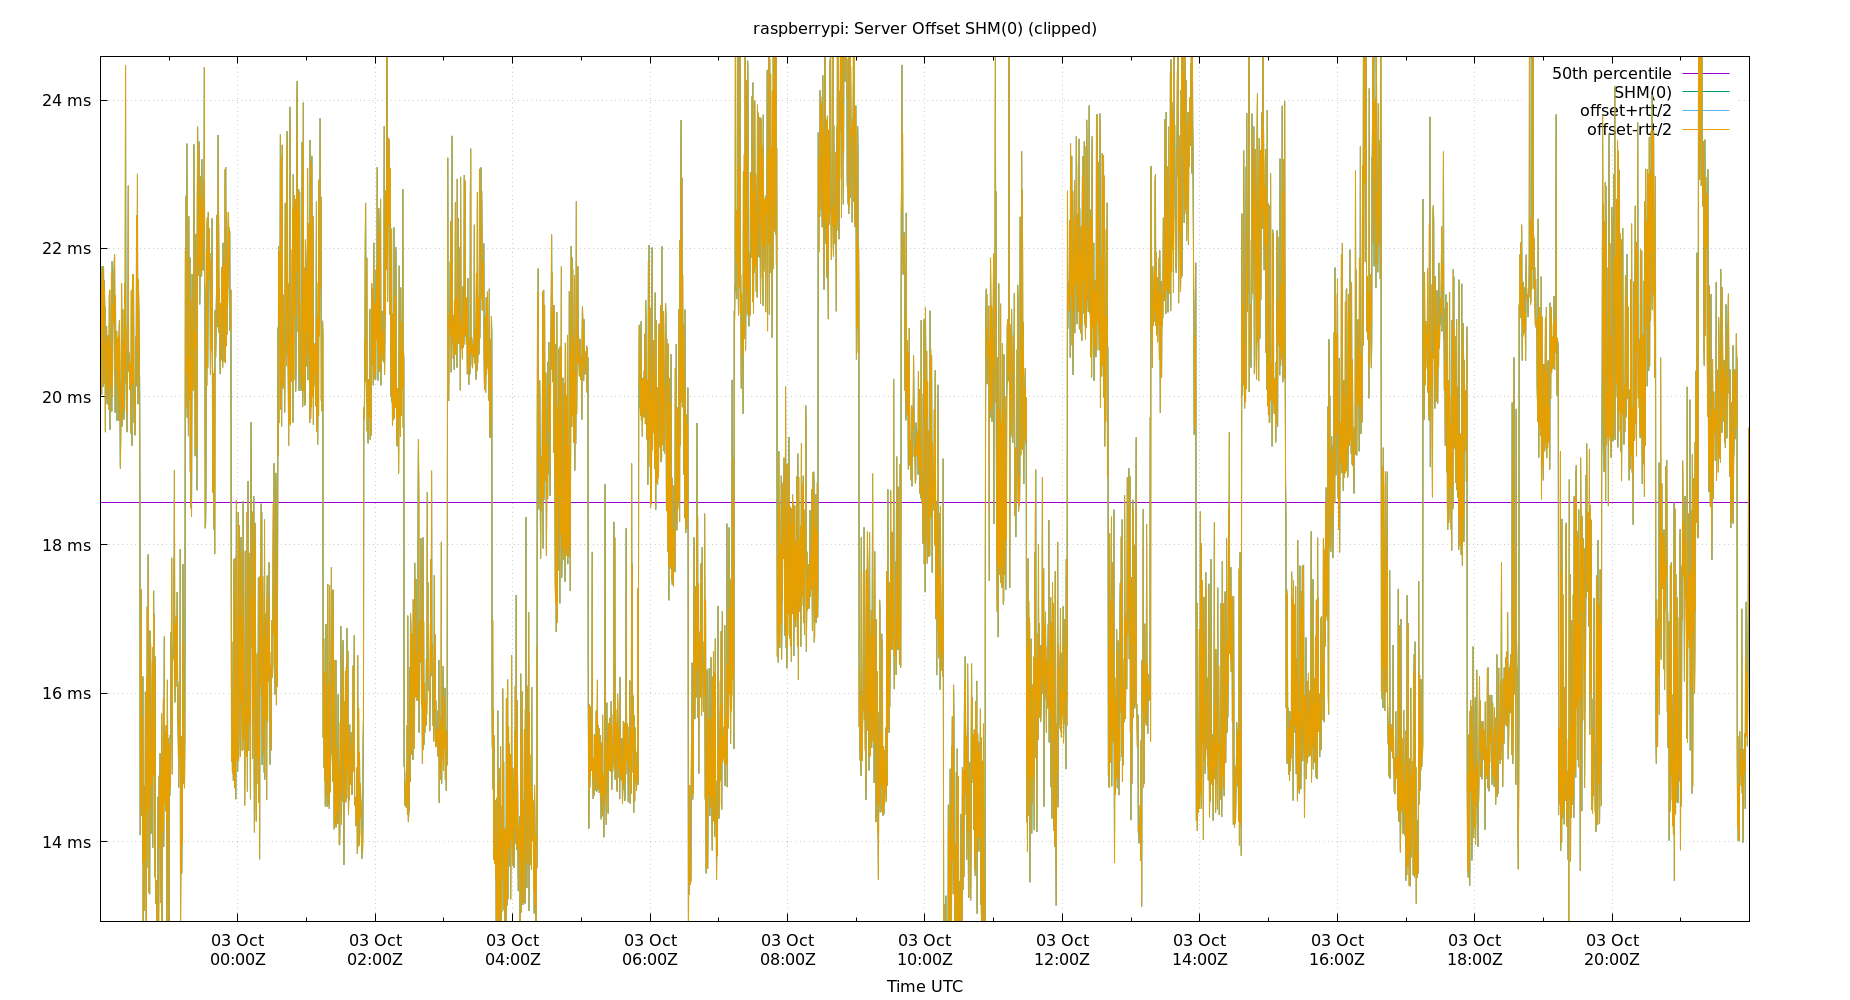 raspberrypi: Server Offset SHM(0) (clipped)
50th percentile
SHM(0)
offset+rtt/2
offset-rtt/2
24 ms
22 ms
20 ms
18 ms
16 ms
14 ms
03 Oct 03 Oct 03 Oct 03 Oct 03 Oct 03 Oct 03 Oct 03 Oct 03 Oct 03 Oct 03 Oct
00:00Z 02:00Z 04:00Z 06:00Z 08:00Z 10:00Z 12:00Z 14:00Z 16:00Z 18:00Z 20:00Z
Time UTC